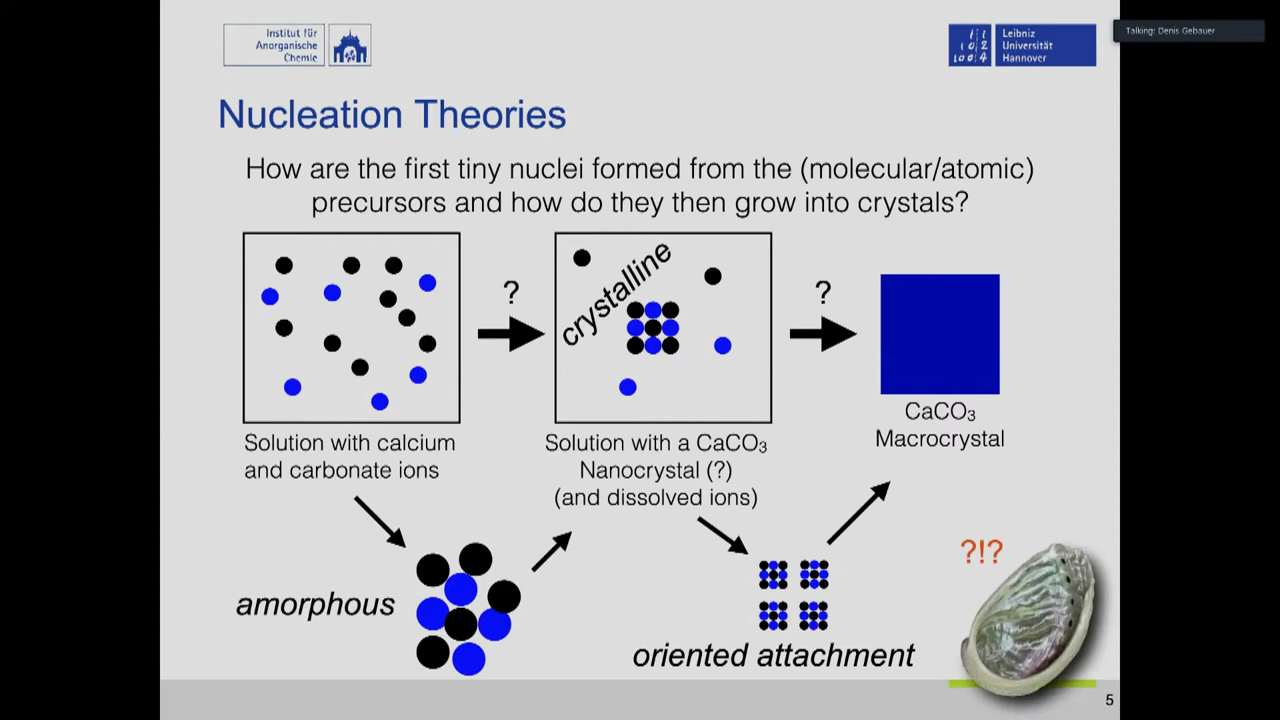 Institut für
Anorganische
Chemie
Leibniz
Universität
Hannover
Talking: Denis Gebauer
Nucleation Theories
How are the first tiny nuclei formed from the (molecular/atomic)
precursors and how do they then grow into crystals?
crystalline
?
?
Solution with calcium
and carbonate ions
Solution with a CaCO₃
Nanocrystal (?)
(and dissolved ions)
CaCO₃
Macrocrystal
?!?
amorphous
oriented attachment
5